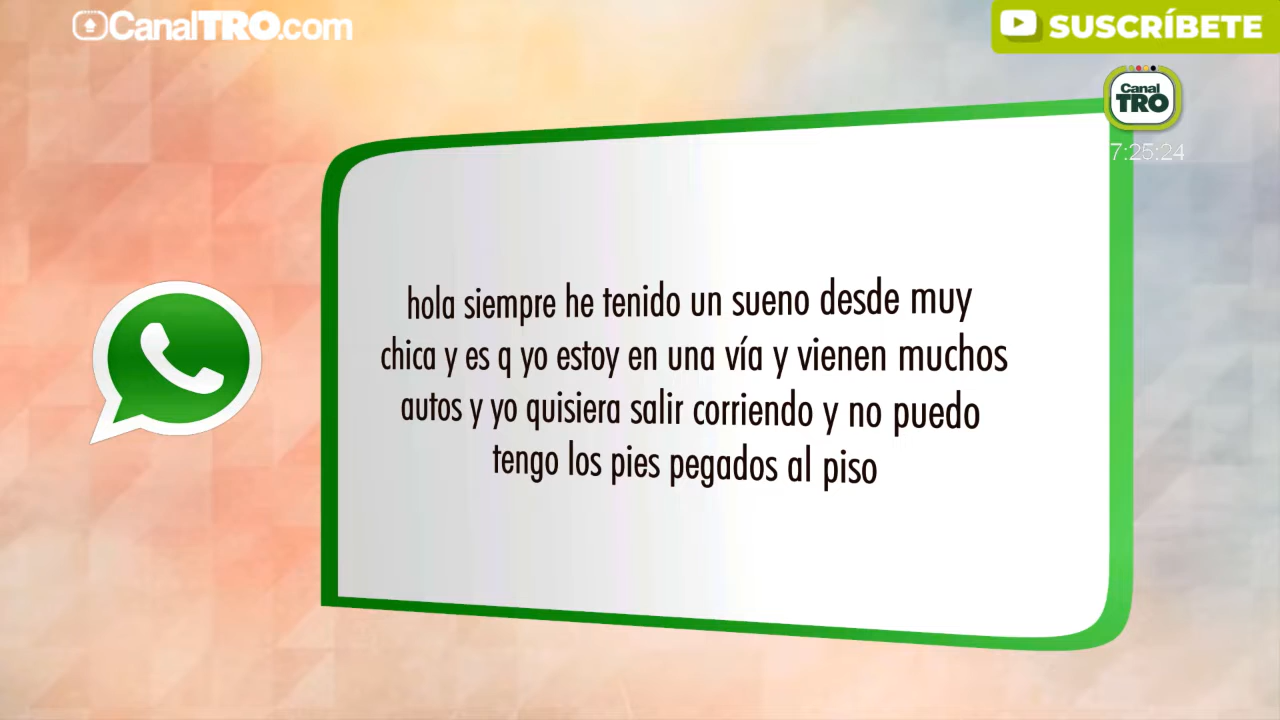 CanalTRO.com
SUSCRÍBETE
Canal
TRO
7:25:24
hola siempre he tenido un sueno desde muy
chica y es q yo estoy en una vía y vienen muchos
autos y yo quisiera salir corriendo y no puedo
tengo los pies pegados al piso